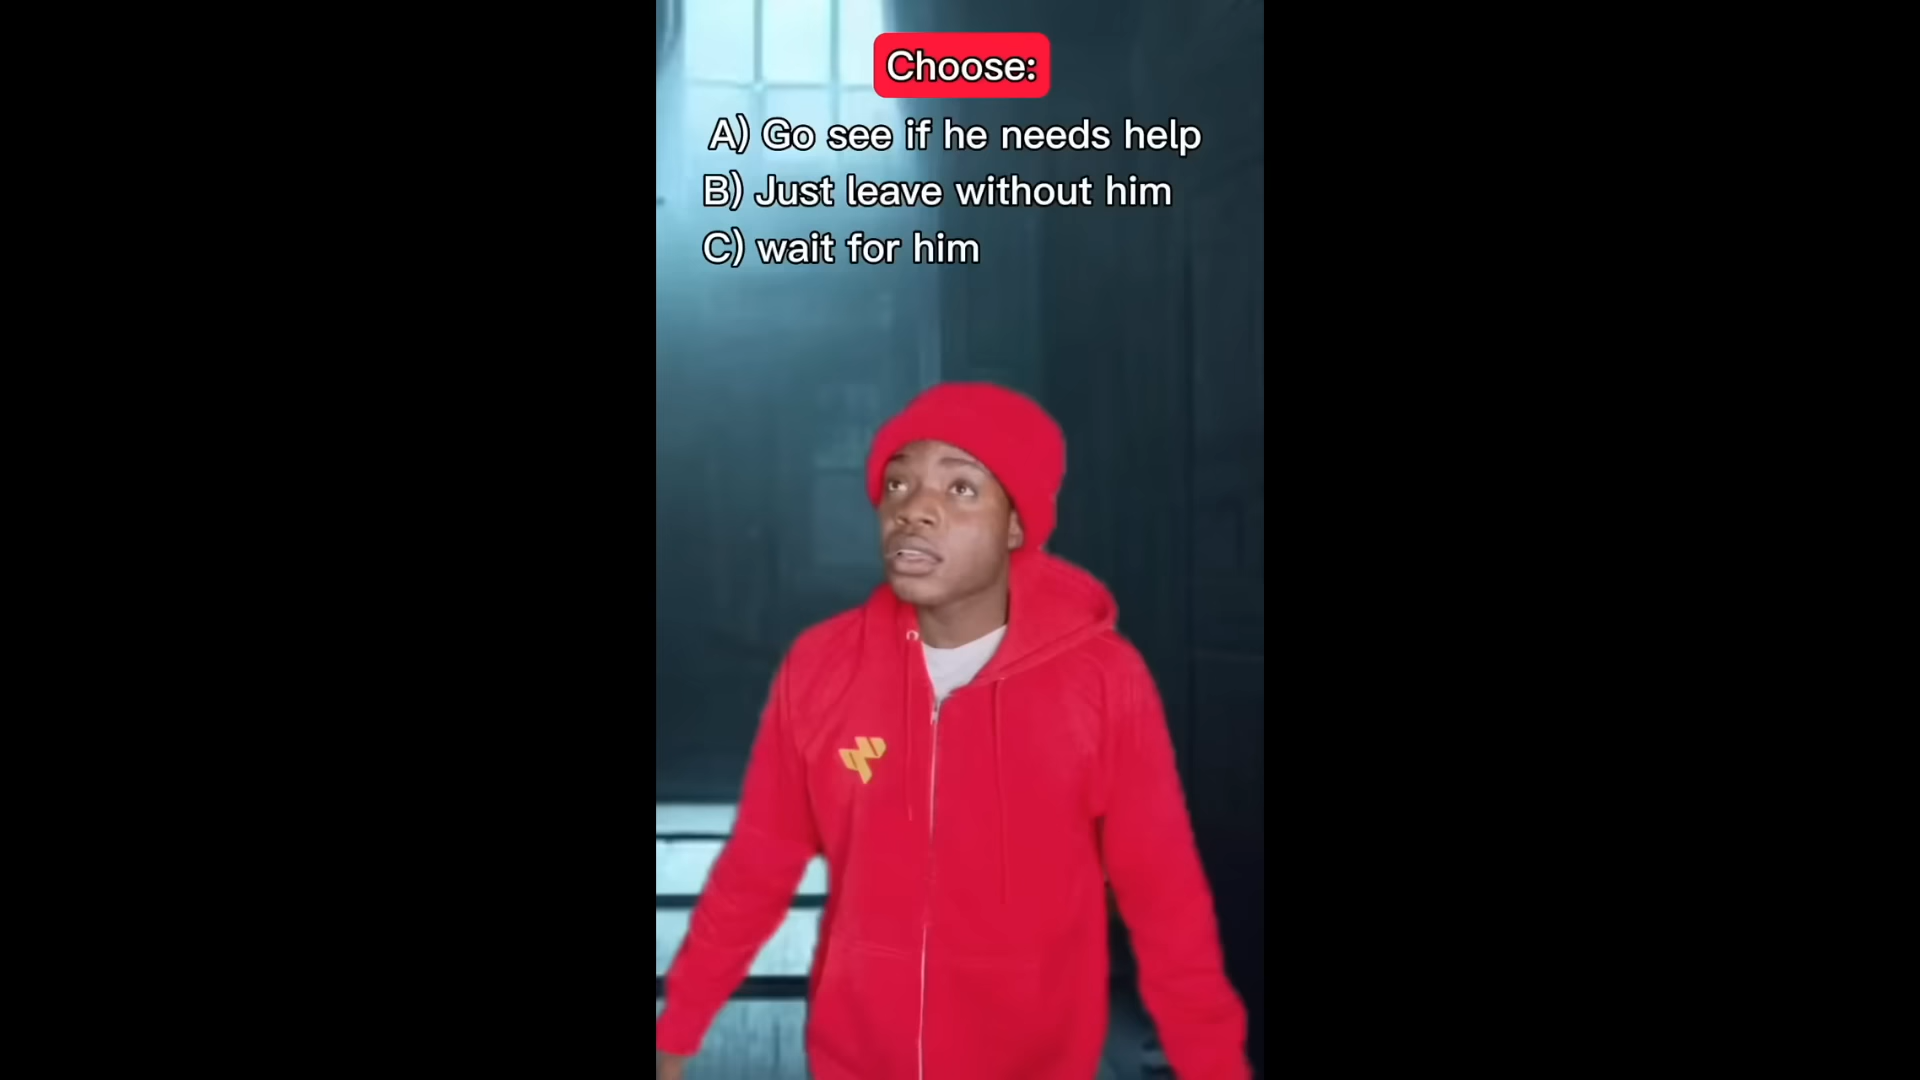 Choose:
A) Go see if he needs help
B) Just leave without him
C) wait for him